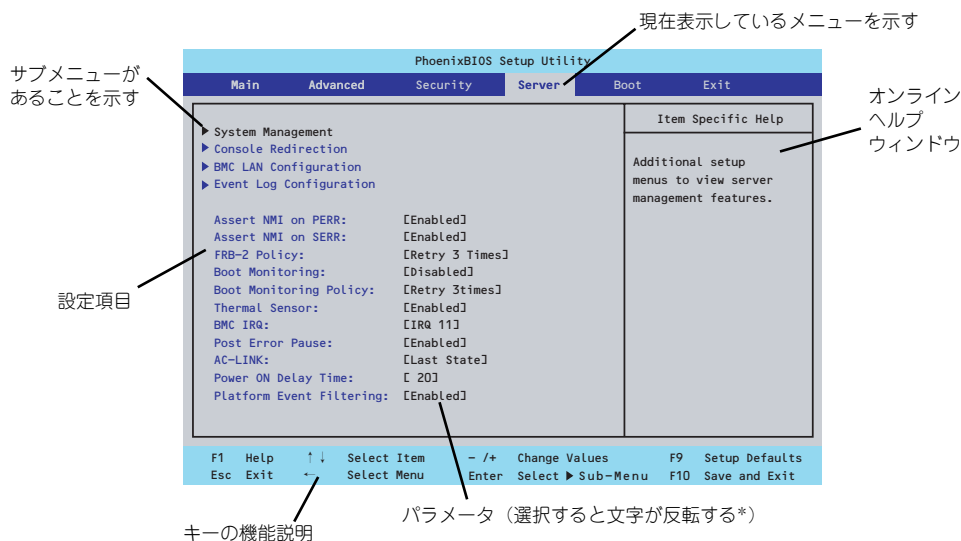 現在表示しているメニューを示す
サブメニューが
あることを示す
PhoenixBIOS Setup Utility
Main Advanced Security Server Boot Exit
オンライン
ヘルプ
ウィンドウ
Item Specific Help
▶ System Management
▶ Console Redirection
▶ BMC LAN Configuration
▶ Event Log Configuration
Additional setup
menus to view server
management features.
Assert NMI on PERR: [Enabled]
Assert NMI on SERR: [Enabled]
FRB-2 Policy: [Retry 3 Times]
Boot Monitoring: [Disabled]
Boot Monitoring Policy: [Retry 3times]
Thermal Sensor: [Enabled]
BMC IRQ: [IRQ 11]
Post Error Pause: [Enabled]
AC-LINK: [Last State]
Power ON Delay Time: [ 20]
Platform Event Filtering: [Enabled]
設定項目
F1 Help ↑↓ Select Item - /+ Change Values F9 Setup Defaults
Esc Exit ← Select Menu Enter Select ▶ Sub-Menu F10 Save and Exit
パラメータ（選択すると文字が反転する*）
キーの機能説明